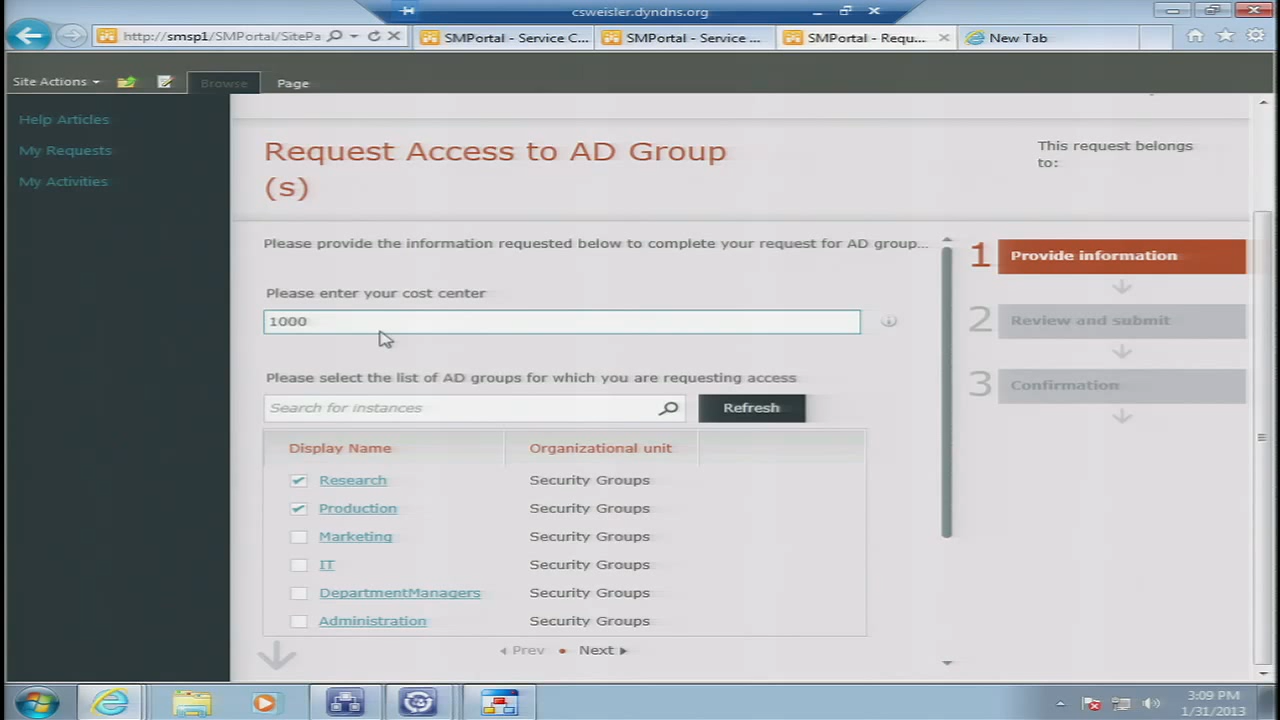 csweisler.dyndns.org
http://smsp1/SMPortal/SitePa
SMPortal - Service C...
SMPortal - Service ...
SMPortal - Requ...
New Tab
Site Actions
Browse
Page
Help Articles
My Requests
My Activities
Request Access to AD Group
(s)
This request belongs
to:
Please provide the information requested below to complete your request for AD group...
Please enter your cost center
1000
Please select the list of AD groups for which you are requesting access
Search for instances
Refresh
Display Name Organizational unit
Research Security Groups
Production Security Groups
Marketing Security Groups
IT Security Groups
DepartmentManagers Security Groups
Administration Security Groups
Prev
Next
1 Provide information
2 Review and submit
3 Confirmation
3:09 PM
1/31/2013